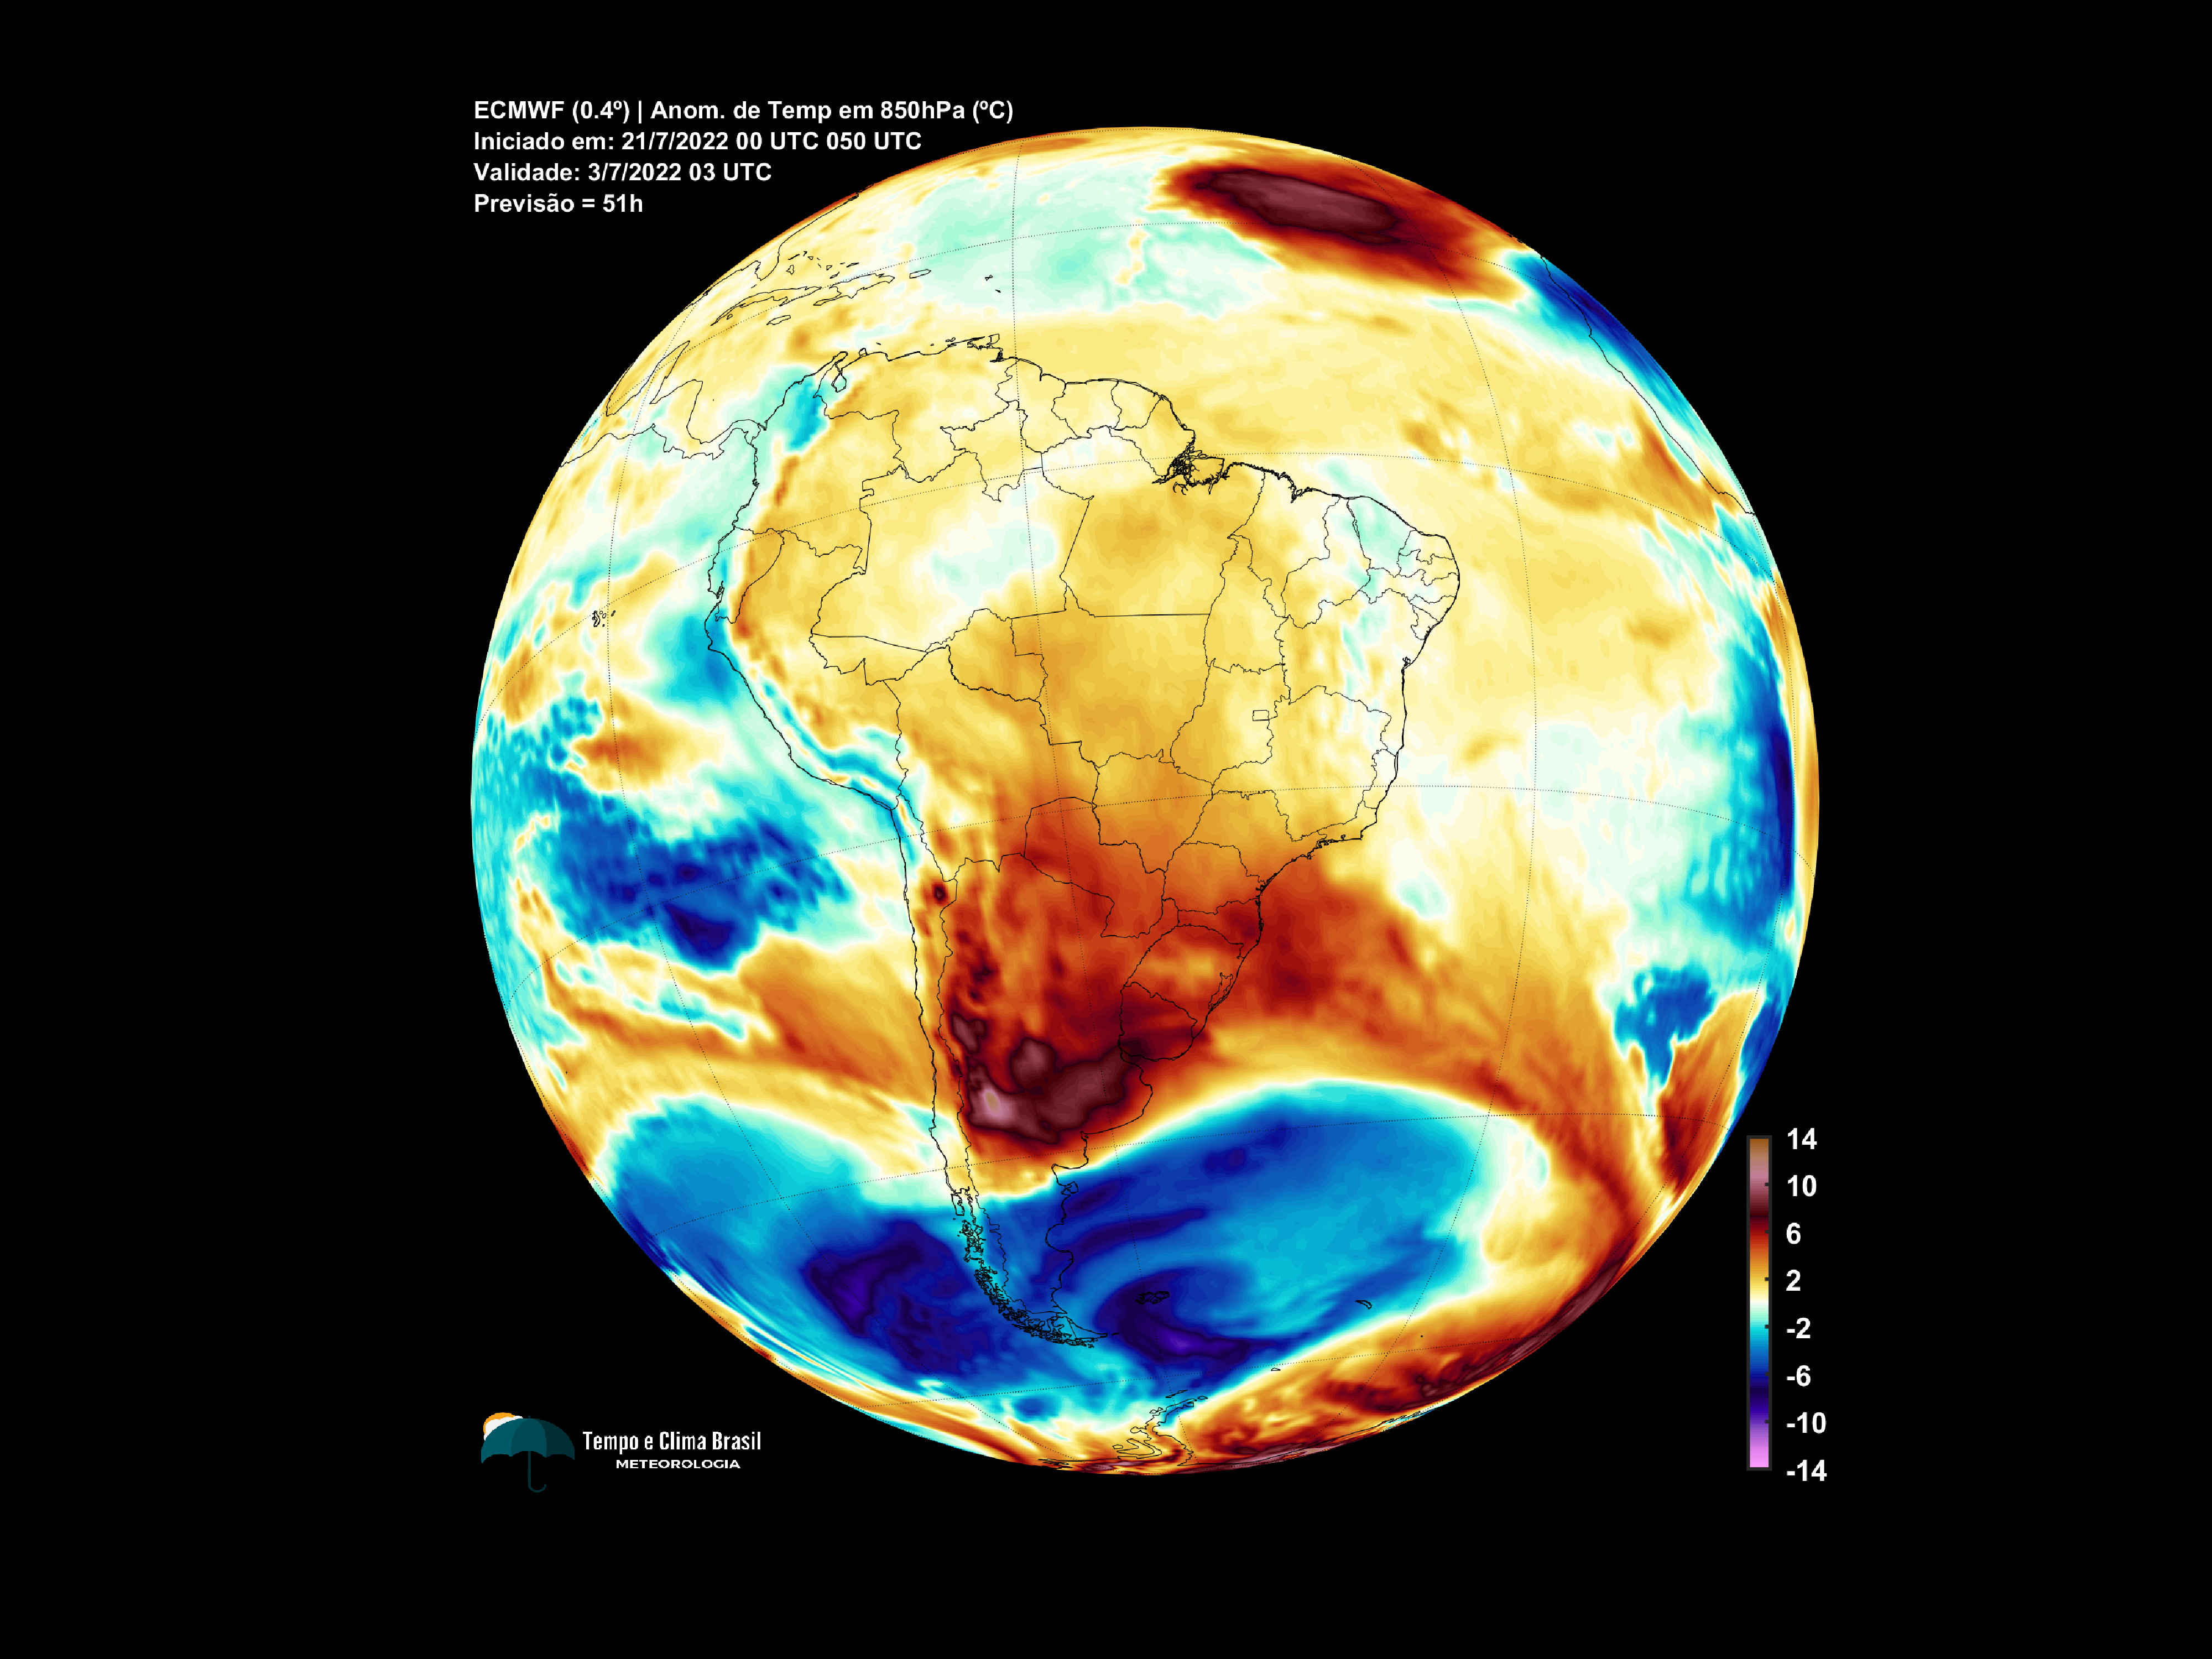 ECMWF (0.4º) | Anom. de Temp em 850hPa (ºC)
Iniciado em: 21/7/2022 00 UTC 050 UTC
Validade: 3/7/2022 03 UTC
Previsão = 51h
14
10
6
2
-2
-6
-10
-14
Tempo e Clima Brasil
METEOROLOGIA